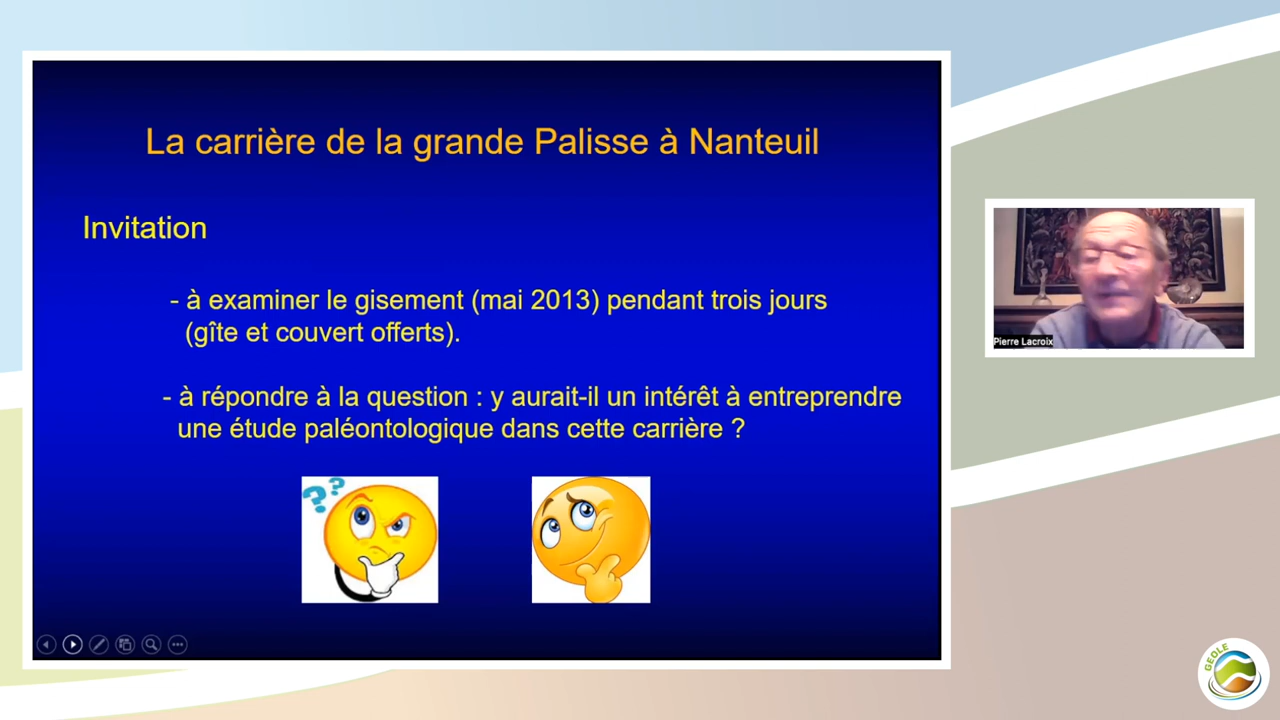 La carrière de la grande Palisse à Nanteuil
Invitation
- à examiner le gisement (mai 2013) pendant trois jours
(gîte et couvert offerts).
- à répondre à la question : y aurait-il un intérêt à entreprendre
une étude paléontologique dans cette carrière ?
??
Pierre Lacroix
GEOLE